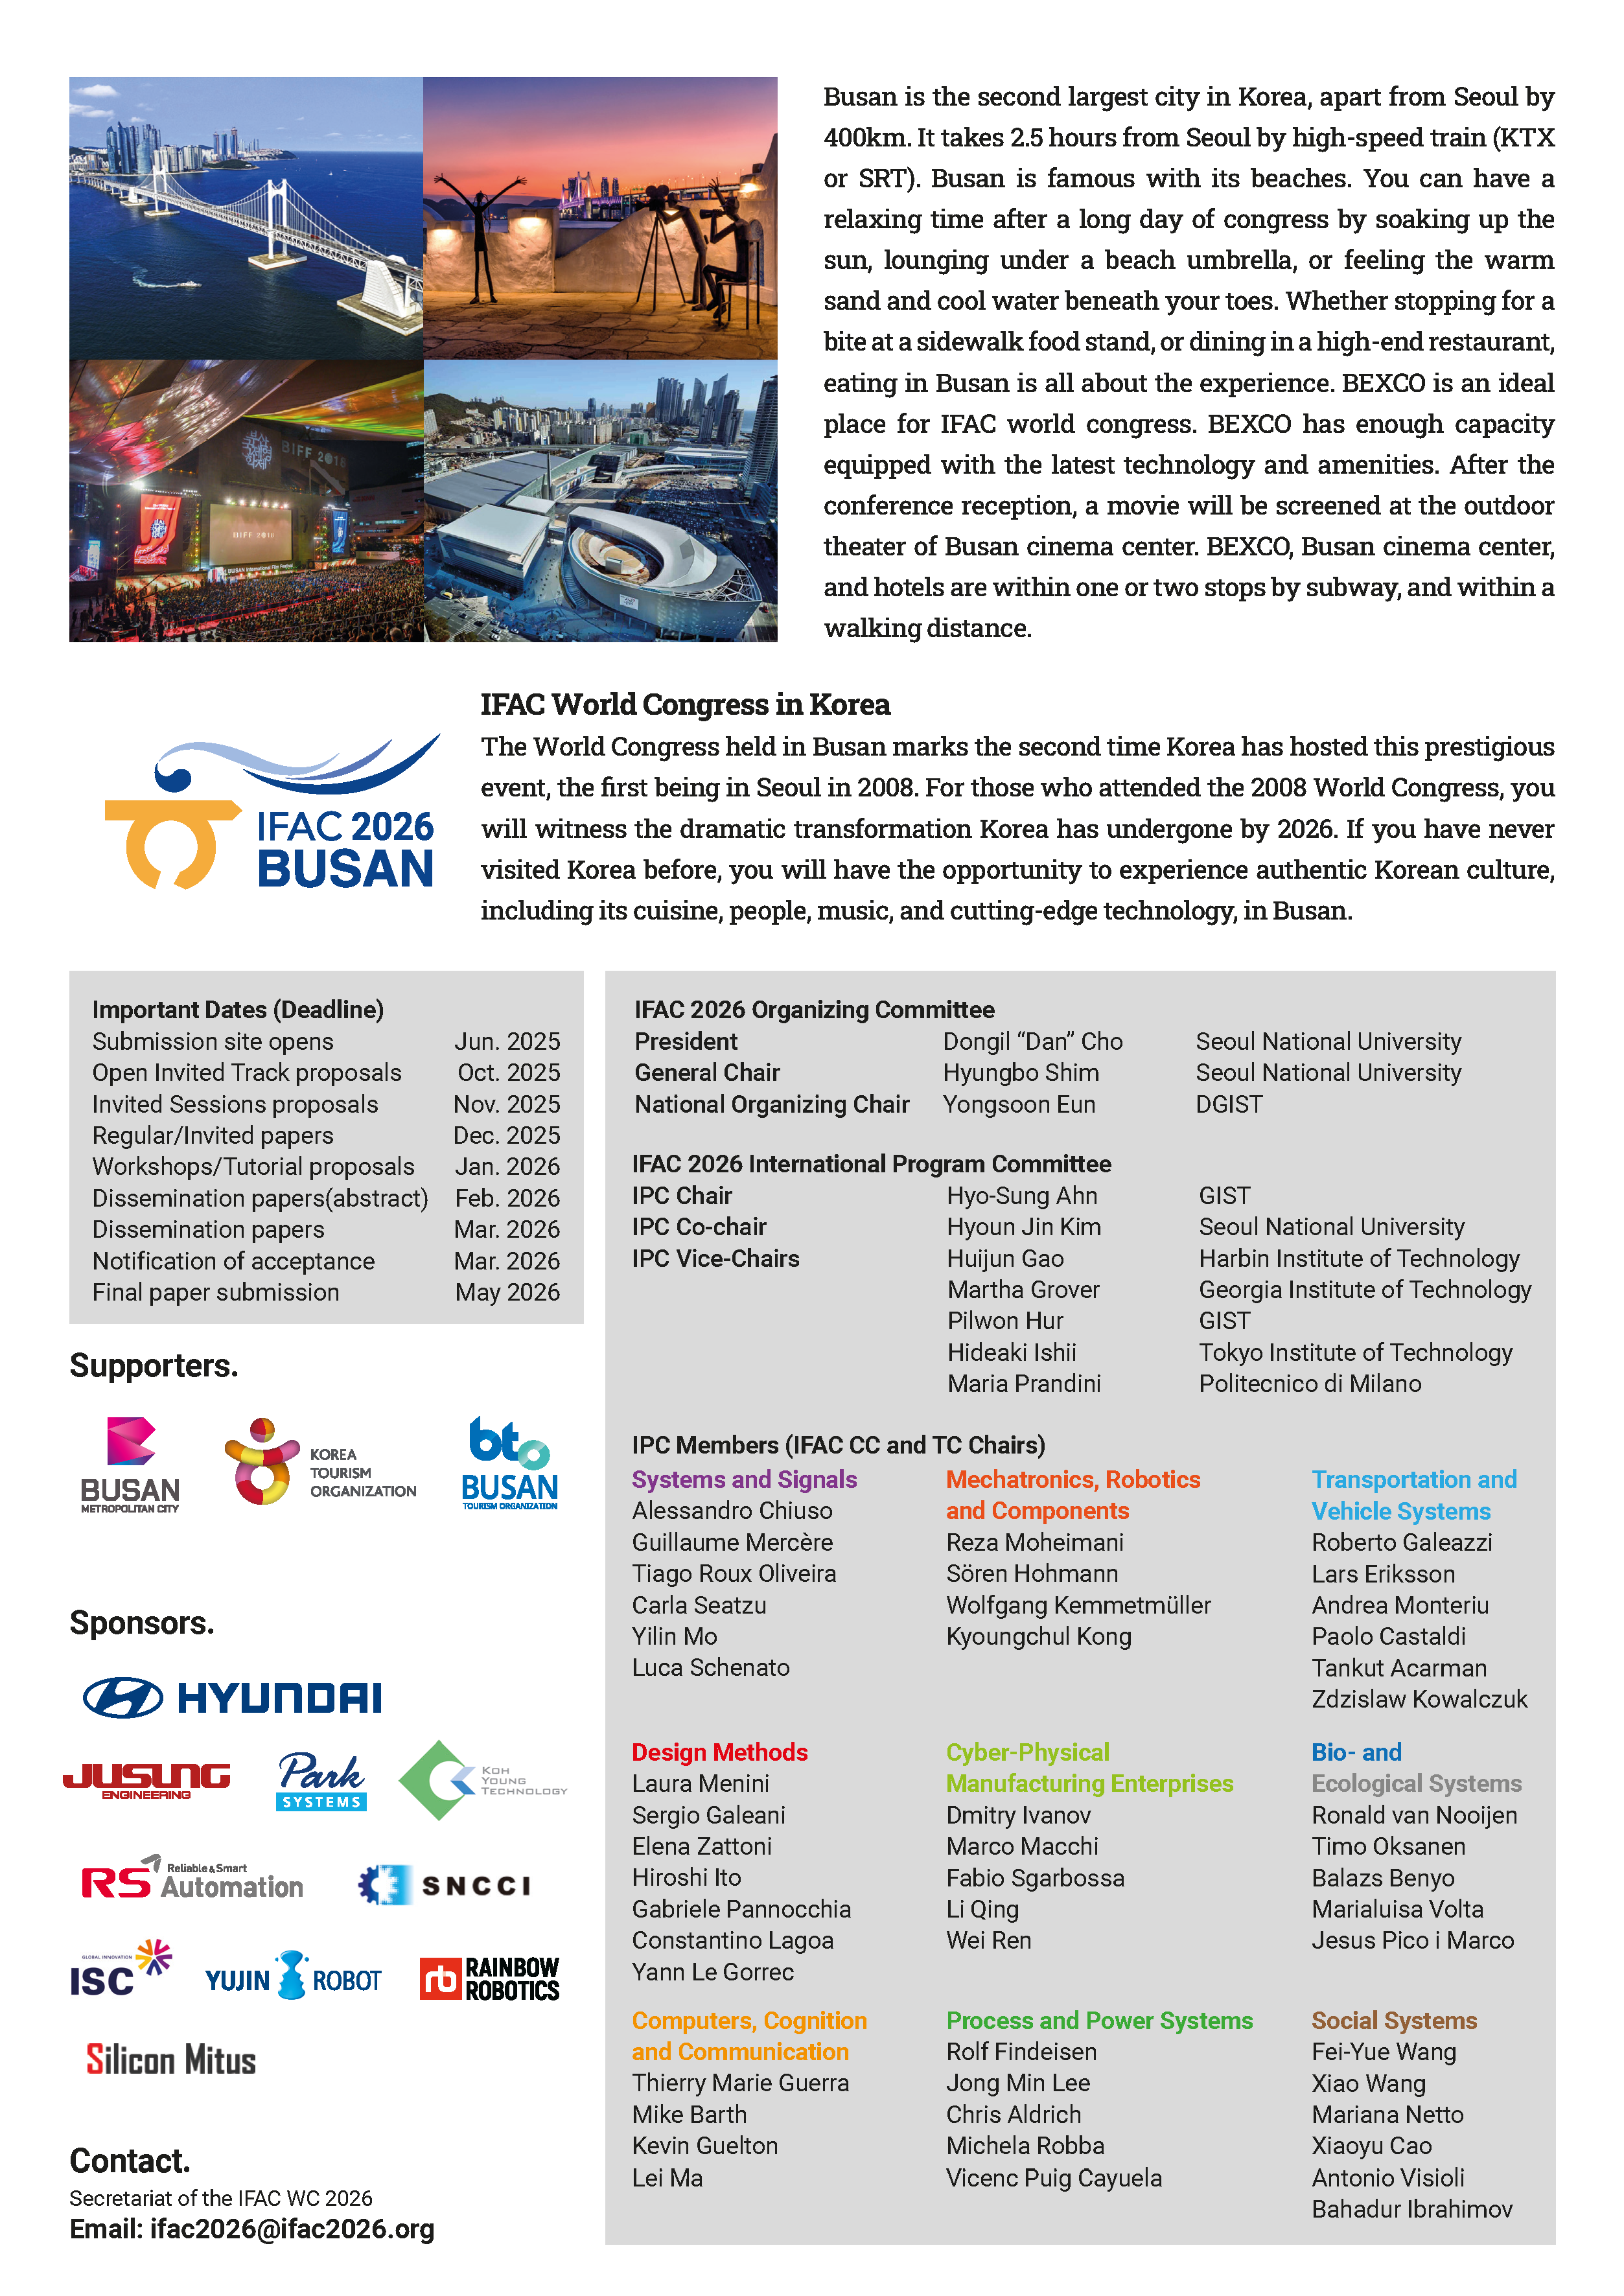 BIFF 2018
BIFF 2018
BUSAN International Film Festival
Busan is the second largest city in Korea, apart from Seoul by
400km. It takes 2.5 hours from Seoul by high-speed train (KTX
or SRT). Busan is famous with its beaches. You can have a
relaxing time after a long day of congress by soaking up the
sun, lounging under a beach umbrella, or feeling the warm
sand and cool water beneath your toes. Whether stopping for a
bite at a sidewalk food stand, or dining in a high-end restaurant,
eating in Busan is all about the experience. BEXCO is an ideal
place for IFAC world congress. BEXCO has enough capacity
equipped with the latest technology and amenities. After the
conference reception, a movie will be screened at the outdoor
theater of Busan cinema center. BEXCO, Busan cinema center,
and hotels are within one or two stops by subway, and within a
walking distance.
IFAC 2026
BUSAN
IFAC World Congress in Korea
The World Congress held in Busan marks the second time Korea has hosted this prestigious
event, the first being in Seoul in 2008. For those who attended the 2008 World Congress, you
will witness the dramatic transformation Korea has undergone by 2026. If you have never
visited Korea before, you will have the opportunity to experience authentic Korean culture,
including its cuisine, people, music, and cutting-edge technology, in Busan.
Important Dates (Deadline)
Submission site opens Jun. 2025
Open Invited Track proposals Oct. 2025
Invited Sessions proposals Nov. 2025
Regular/Invited papers Dec. 2025
Workshops/Tutorial proposals Jan. 2026
Dissemination papers(abstract) Feb. 2026
Dissemination papers Mar. 2026
Notification of acceptance Mar. 2026
Final paper submission May 2026
Supporters.
BUSAN
METROPOLITAN CITY
KOREA
TOURISM
ORGANIZATION
bto
BUSAN
TOURISM ORGANIZATION
Sponsors.
HYUNDAI
JUSUNG
ENGINEERING
Park
SYSTEMS
KOH
YOUNG
TECHNOLOGY
RS Reliable & Smart
Automation
SNCCI
GLOBAL INNOVATION
ISC
YUJIN ROBOT
rb RAINBOW
ROBOTICS
Silicon Mitus
Contact.
Secretariat of the IFAC WC 2026
Email: ifac2026@ifac2026.org
IFAC 2026 Organizing Committee
President Dongil “Dan” Cho Seoul National University
General Chair Hyungbo Shim Seoul National University
National Organizing Chair Yongsoon Eun DGIST
IFAC 2026 International Program Committee
IPC Chair Hyo-Sung Ahn GIST
IPC Co-chair Hyoun Jin Kim Seoul National University
IPC Vice-Chairs Huijun Gao Harbin Institute of Technology
Martha Grover Georgia Institute of Technology
Pilwon Hur GIST
Hideaki Ishii Tokyo Institute of Technology
Maria Prandini Politecnico di Milano
IPC Members (IFAC CC and TC Chairs)
Systems and Signals
Alessandro Chiuso
Guillaume Mercère
Tiago Roux Oliveira
Carla Seatzu
Yilin Mo
Luca Schenato
Mechatronics, Robotics
and Components
Reza Moheimani
Sören Hohmann
Wolfgang Kemmetmüller
Kyoungchul Kong
Transportation and
Vehicle Systems
Roberto Galeazzi
Lars Eriksson
Andrea Monteriu
Paolo Castaldi
Tankut Acarman
Zdzislaw Kowalczuk
Design Methods
Laura Menini
Sergio Galeani
Elena Zattoni
Hiroshi Ito
Gabriele Pannocchia
Constantino Lagoa
Yann Le Gorrec
Cyber-Physical
Manufacturing Enterprises
Dmitry Ivanov
Marco Macchi
Fabio Sgarbossa
Li Qing
Wei Ren
Bio- and
Ecological Systems
Ronald van Nooijen
Timo Oksanen
Balazs Benyo
Marialuisa Volta
Jesus Pico i Marco
Computers, Cognition
and Communication
Thierry Marie Guerra
Mike Barth
Kevin Guelton
Lei Ma
Process and Power Systems
Rolf Findeisen
Jong Min Lee
Chris Aldrich
Michela Robba
Vicenc Puig Cayuela
Social Systems
Fei-Yue Wang
Xiao Wang
Mariana Netto
Xiaoyu Cao
Antonio Visioli
Bahadur Ibrahimov